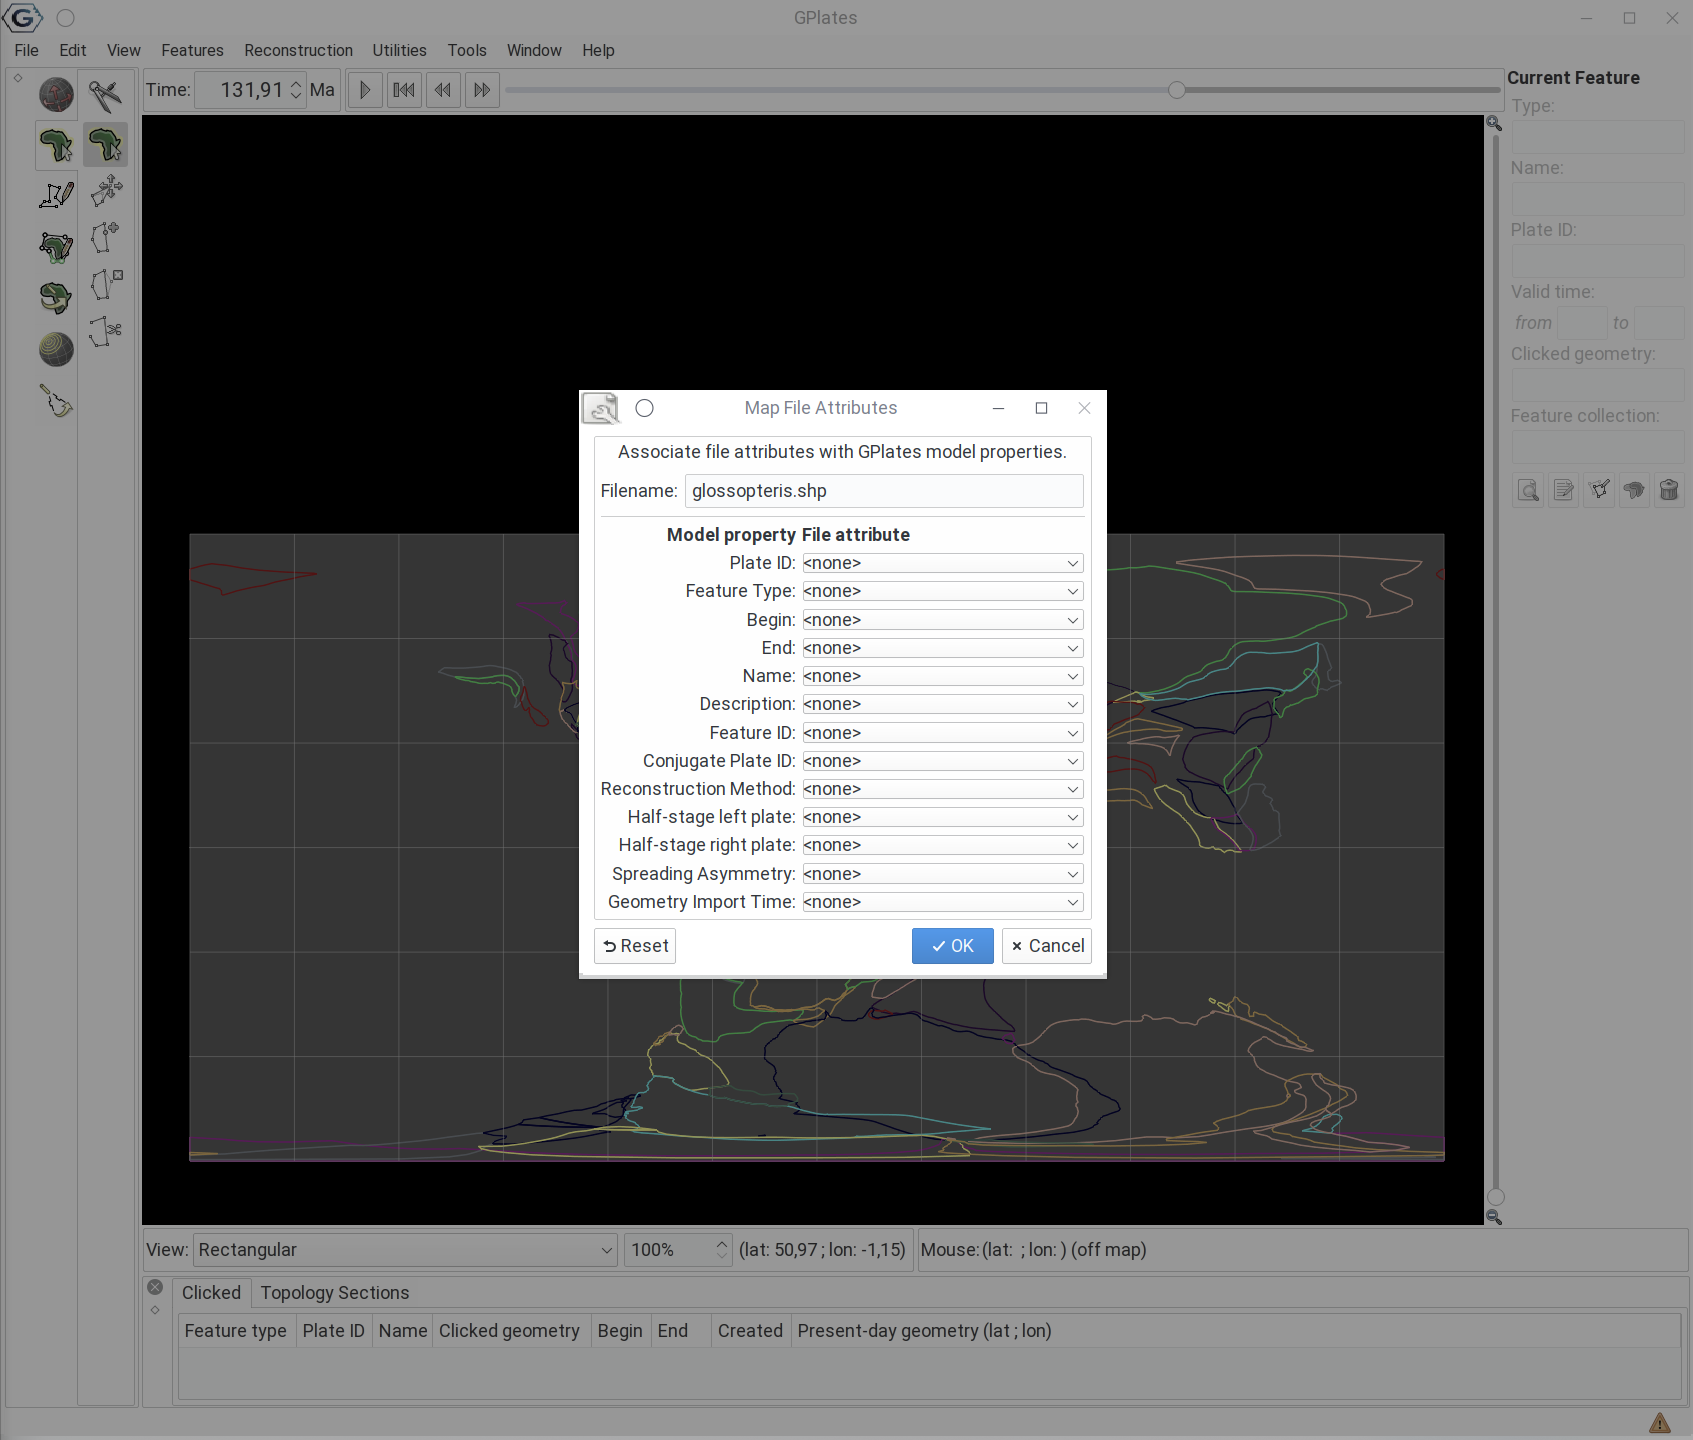 GPlates
File Edit View Features Reconstruction Utilities Tools Window Help
Time: 131,91 Ma
Current Feature
Type:
Name:
Plate ID:
Valid time:
from to
Clicked geometry:
Feature collection:
Map File Attributes
Associate file attributes with GPlates model properties.
Filename: glossopteris.shp
Model property File attribute
Plate ID: <none>
Feature Type: <none>
Begin: <none>
End: <none>
Name: <none>
Description: <none>
Feature ID: <none>
Conjugate Plate ID: <none>
Reconstruction Method: <none>
Half-stage left plate: <none>
Half-stage right plate: <none>
Spreading Asymmetry: <none>
Geometry Import Time: <none>
Reset OK Cancel
View: Rectangular 100% (lat: 50,97 ; lon: -1,15) Mouse: (lat: ; lon: ) (off map)
Clicked Topology Sections
Feature type Plate ID Name Clicked geometry Begin End Created Present-day geometry (lat ; lon)